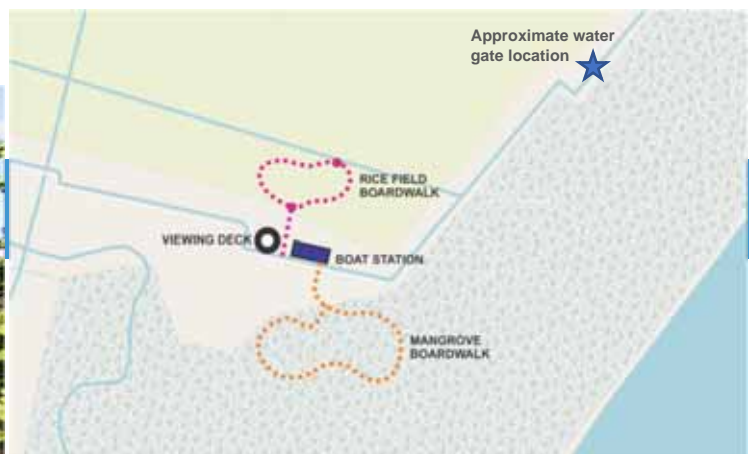 Approximate water
gate location
RICE FIELD
BOARDWALK
VIEWING DECK
BOAT STATION
MANGROVE
BOARDWALK